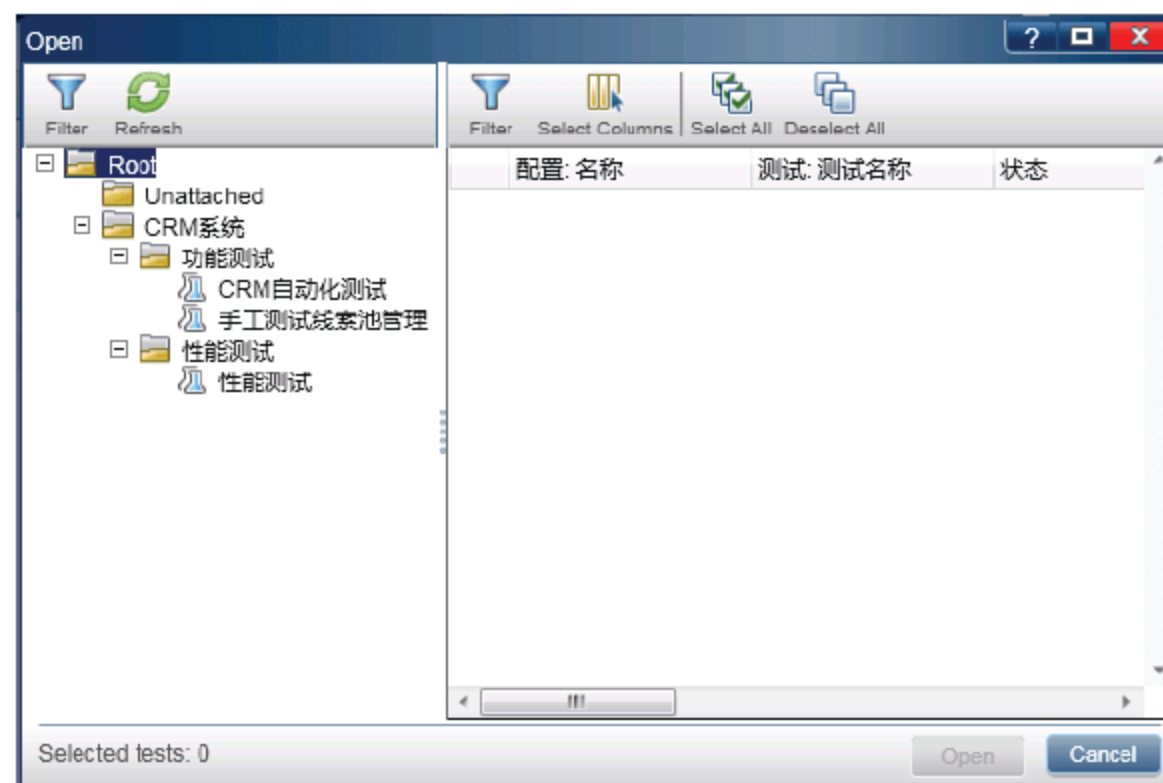 Open
Filter Refresh
Filter Select Columns Select All Deselect All
Root
Unattached
CRM系统
功能测试
CRM自动化测试
手工测试线索池管理
性能测试
性能测试
配置: 名称 测试: 测试名称 状态
Selected tests: 0
Open Cancel